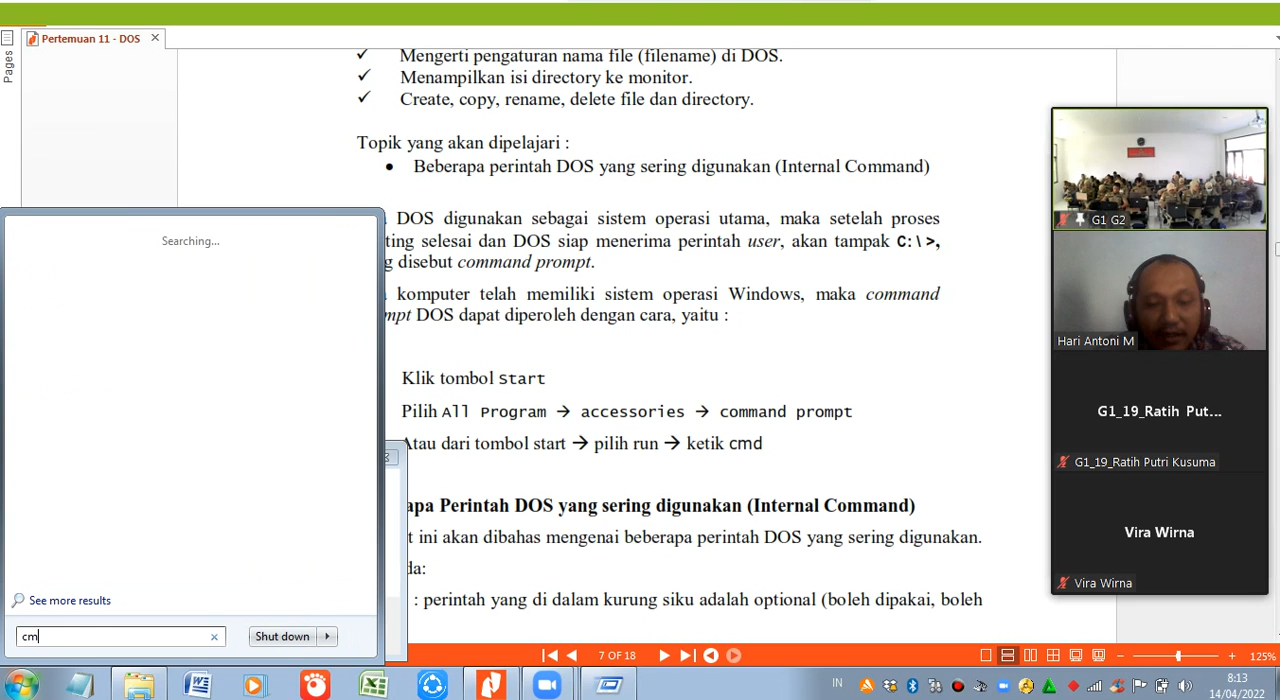 Pertemuan 11 - DOS
Pages
Mengerti pengaturan nama file (filename) di DOS.
Menampilkan isi directory ke monitor.
Create, copy, rename, delete file dan directory.
Topik yang akan dipelajari :
• Beberapa perintah DOS yang sering digunakan (Internal Command)
DOS digunakan sebagai sistem operasi utama, maka setelah proses
ting selesai dan DOS siap menerima perintah user, akan tampak C:\>,
g disebut command prompt.
komputer telah memiliki sistem operasi Windows, maka command
mpt DOS dapat diperoleh dengan cara, yaitu :
Klik tombol Start
Pilih All Program → accessories → command prompt
Atau dari tombol start → pilih run → ketik cmd
apa Perintah DOS yang sering digunakan (Internal Command)
t ini akan dibahas mengenai beberapa perintah DOS yang sering digunakan.
da:
: perintah yang di dalam kurung siku adalah optional (boleh dipakai, boleh
Searching...
See more results
cm
Shut down
G1 G2
Hari Antoni M
G1_19_Ratih Put...
G1_19_Ratih Putri Kusuma
Vira Wirna
Vira Wirna
7 OF 18
125%
IN
8:13
14/04/2022